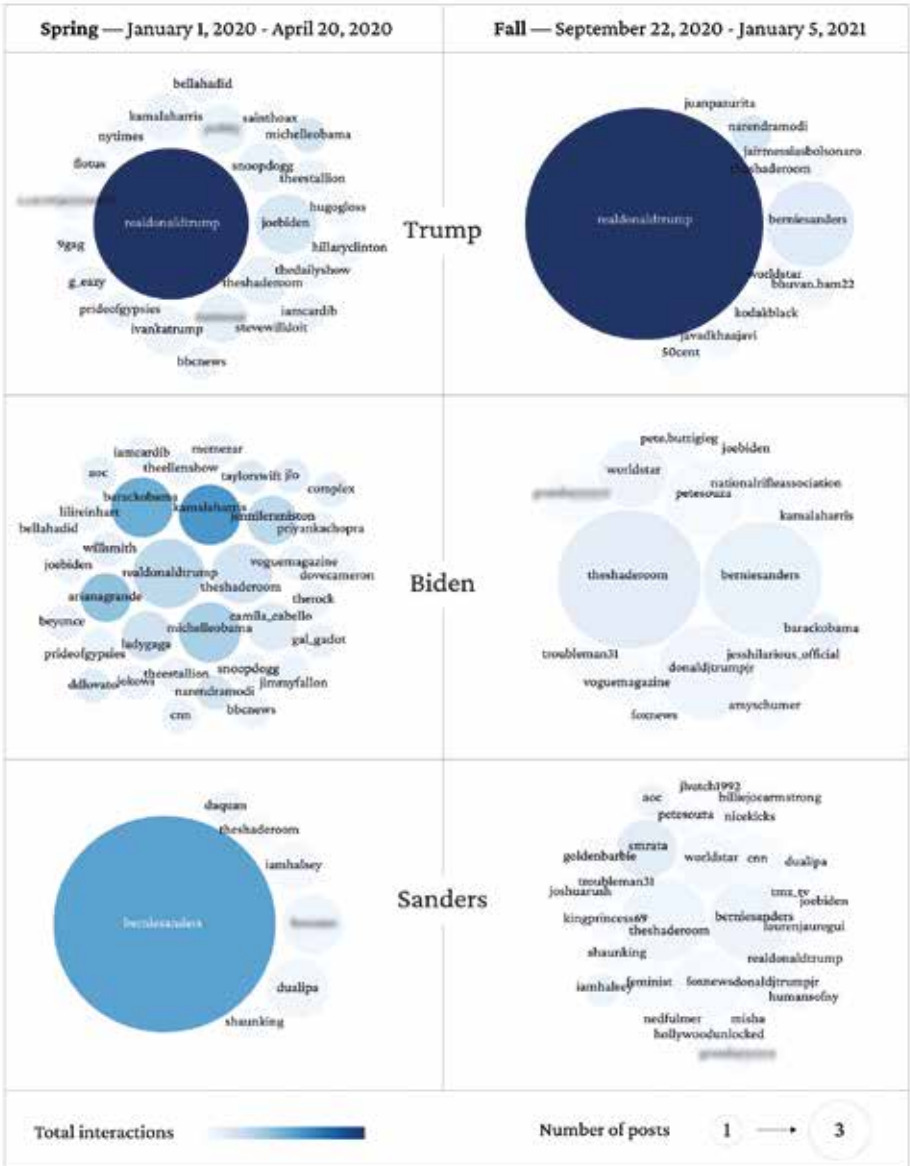 Spring — January 1, 2020 - April 20, 2020
Fall — September 22, 2020 - January 5, 2021
Trump
bellahadid
kamalaharris
sainthoax
nytimes
michelleobama
flotus
snoopdogg
theestallion
realdonaldtrump
joebiden
hugogloss
9gag
hillaryclinton
thedailyshow
g_eazy
theshaderoom
prideofgypsies
iamcardib
ivankatrump
stevewilldoit
bbcnews
juanpazurita
narendramodi
jairmessiasbolsonaro
theshaderoom
realdonaldtrump
berniesanders
worldstar
bhuvan.bam22
kodakblack
javadkhaajavi
50cent
Biden
iamcardib
memezar
aoc
theellenshow
taylorswift
jlo
complex
barackobama
kamalaharris
lilireinhart
jenniferaniston
bellahadid
priyankachopra
willsmith
joebiden
realdonaldtrump
voguemagazine
dovecameron
theshaderoom
arianagrande
therock
beyonce
camila_cabello
michelleobama
ladygaga
gal_gadot
prideofgypsies
theestallion
snoopdogg
ddlovato
jokowi
narendramodi
jimmyfallon
cnn
bbcnews
pete.buttigieg
joebiden
worldstar
nationalrifleassociation
petesouza
kamalaharris
theshaderoom
berniesanders
barackobama
troubleman31
jesshilarious_official
donaldjtrumpjr
voguemagazine
amyschumer
foxnews
Sanders
daquan
theshaderoom
iamhalsey
berniesanders
dualipa
shaunking
jhutch1992
aoc
billiejoearmstrong
petesouza
nicekicks
emrata
goldenbarbie
worldstar
cnn
dualipa
troubleman31
joshuarush
tmz_tv
joebiden
kingprincess69
berniesanders
theshaderoom
laurenjauregui
shaunking
realdonaldtrump
iamhalsey
feminist
foxnews
donaldjtrumpjr
humansofny
nedfulmer
misha
hollywoodunlocked
Total interactions
Number of posts
1
3